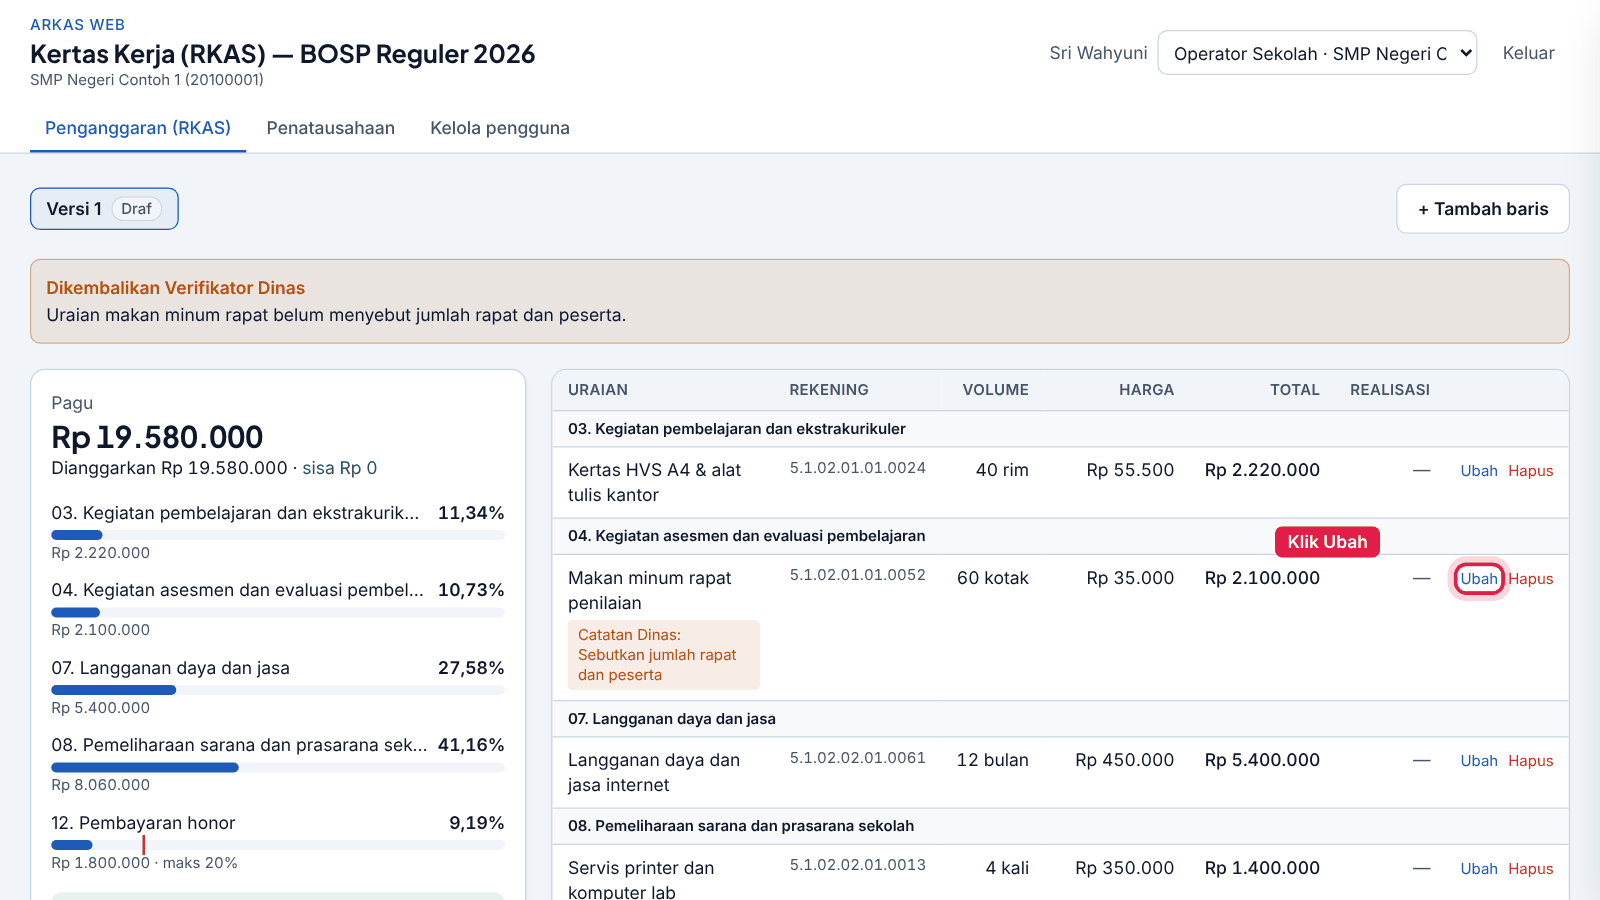 ARKAS WEB
Kertas Kerja (RKAS) — BOSP Reguler 2026
SMP Negeri Contoh 1 (20100001)
Sri Wahyuni
Operator Sekolah · SMP Negeri C
Keluar
Penganggaran (RKAS)
Penatausahaan
Kelola pengguna
Versi 1 Draf
+ Tambah baris
Dikembalikan Verifikator Dinas
Uraian makan minum rapat belum menyebut jumlah rapat dan peserta.
Pagu
Rp 19.580.000
Dianggarkan Rp 19.580.000 · sisa Rp 0
03. Kegiatan pembelajaran dan ekstrakurik... 11,34%
Rp 2.220.000
04. Kegiatan asesmen dan evaluasi pembel... 10,73%
Rp 2.100.000
07. Langganan daya dan jasa 27,58%
Rp 5.400.000
08. Pemeliharaan sarana dan prasarana sek... 41,16%
Rp 8.060.000
12. Pembayaran honor 9,19%
Rp 1.800.000 · maks 20%
URAIAN REKENING VOLUME HARGA TOTAL REALISASI
03. Kegiatan pembelajaran dan ekstrakurikuler
Kertas HVS A4 & alat 5.1.02.01.01.0024 40 rim Rp 55.500 Rp 2.220.000 — Ubah Hapus
tulis kantor
04. Kegiatan asesmen dan evaluasi pembelajaran
Klik Ubah
Makan minum rapat 5.1.02.01.01.0052 60 kotak Rp 35.000 Rp 2.100.000 — Ubah Hapus
penilaian
Catatan Dinas:
Sebutkan jumlah rapat
dan peserta
07. Langganan daya dan jasa
Langganan daya dan 5.1.02.02.01.0061 12 bulan Rp 450.000 Rp 5.400.000 — Ubah Hapus
jasa internet
08. Pemeliharaan sarana dan prasarana sekolah
Servis printer dan 5.1.02.02.01.0013 4 kali Rp 350.000 Rp 1.400.000 — Ubah Hapus
komputer lab